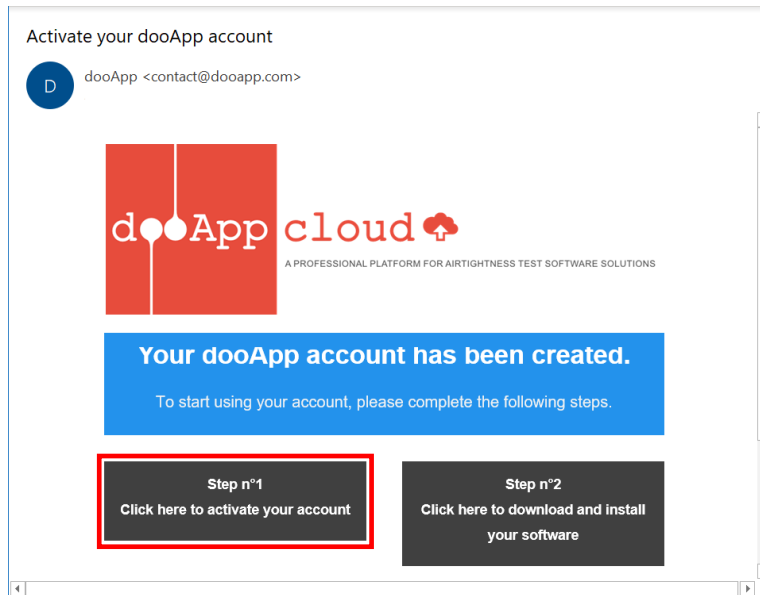 Activate your dooApp account
D
dooApp <contact@dooapp.com>
dooApp cloud
A PROFESSIONAL PLATFORM FOR AIRTIGHTNESS TEST SOFTWARE SOLUTIONS
Your dooApp account has been created.
To start using your account, please complete the following steps.
Step n°1
Click here to activate your account
Step n°2
Click here to download and install
your software